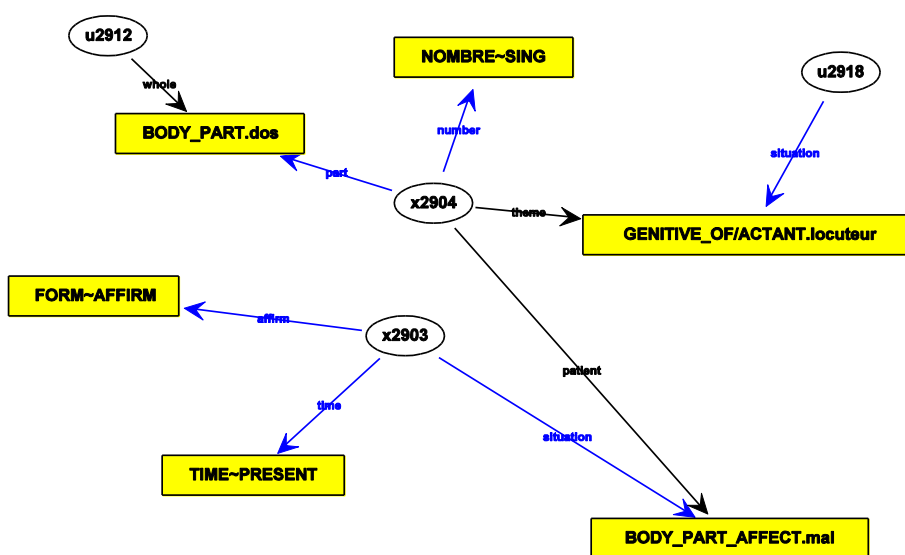 u2912
NOMBRE~SING
u2918
whole
BODY_PART.dos
number
situation
part
x2904
theme
GENITIVE_OF/ACTANT.locuteur
FORM~AFFIRM
affirm
x2903
patient
time
situation
TIME~PRESENT
BODY_PART_AFFECT.mal